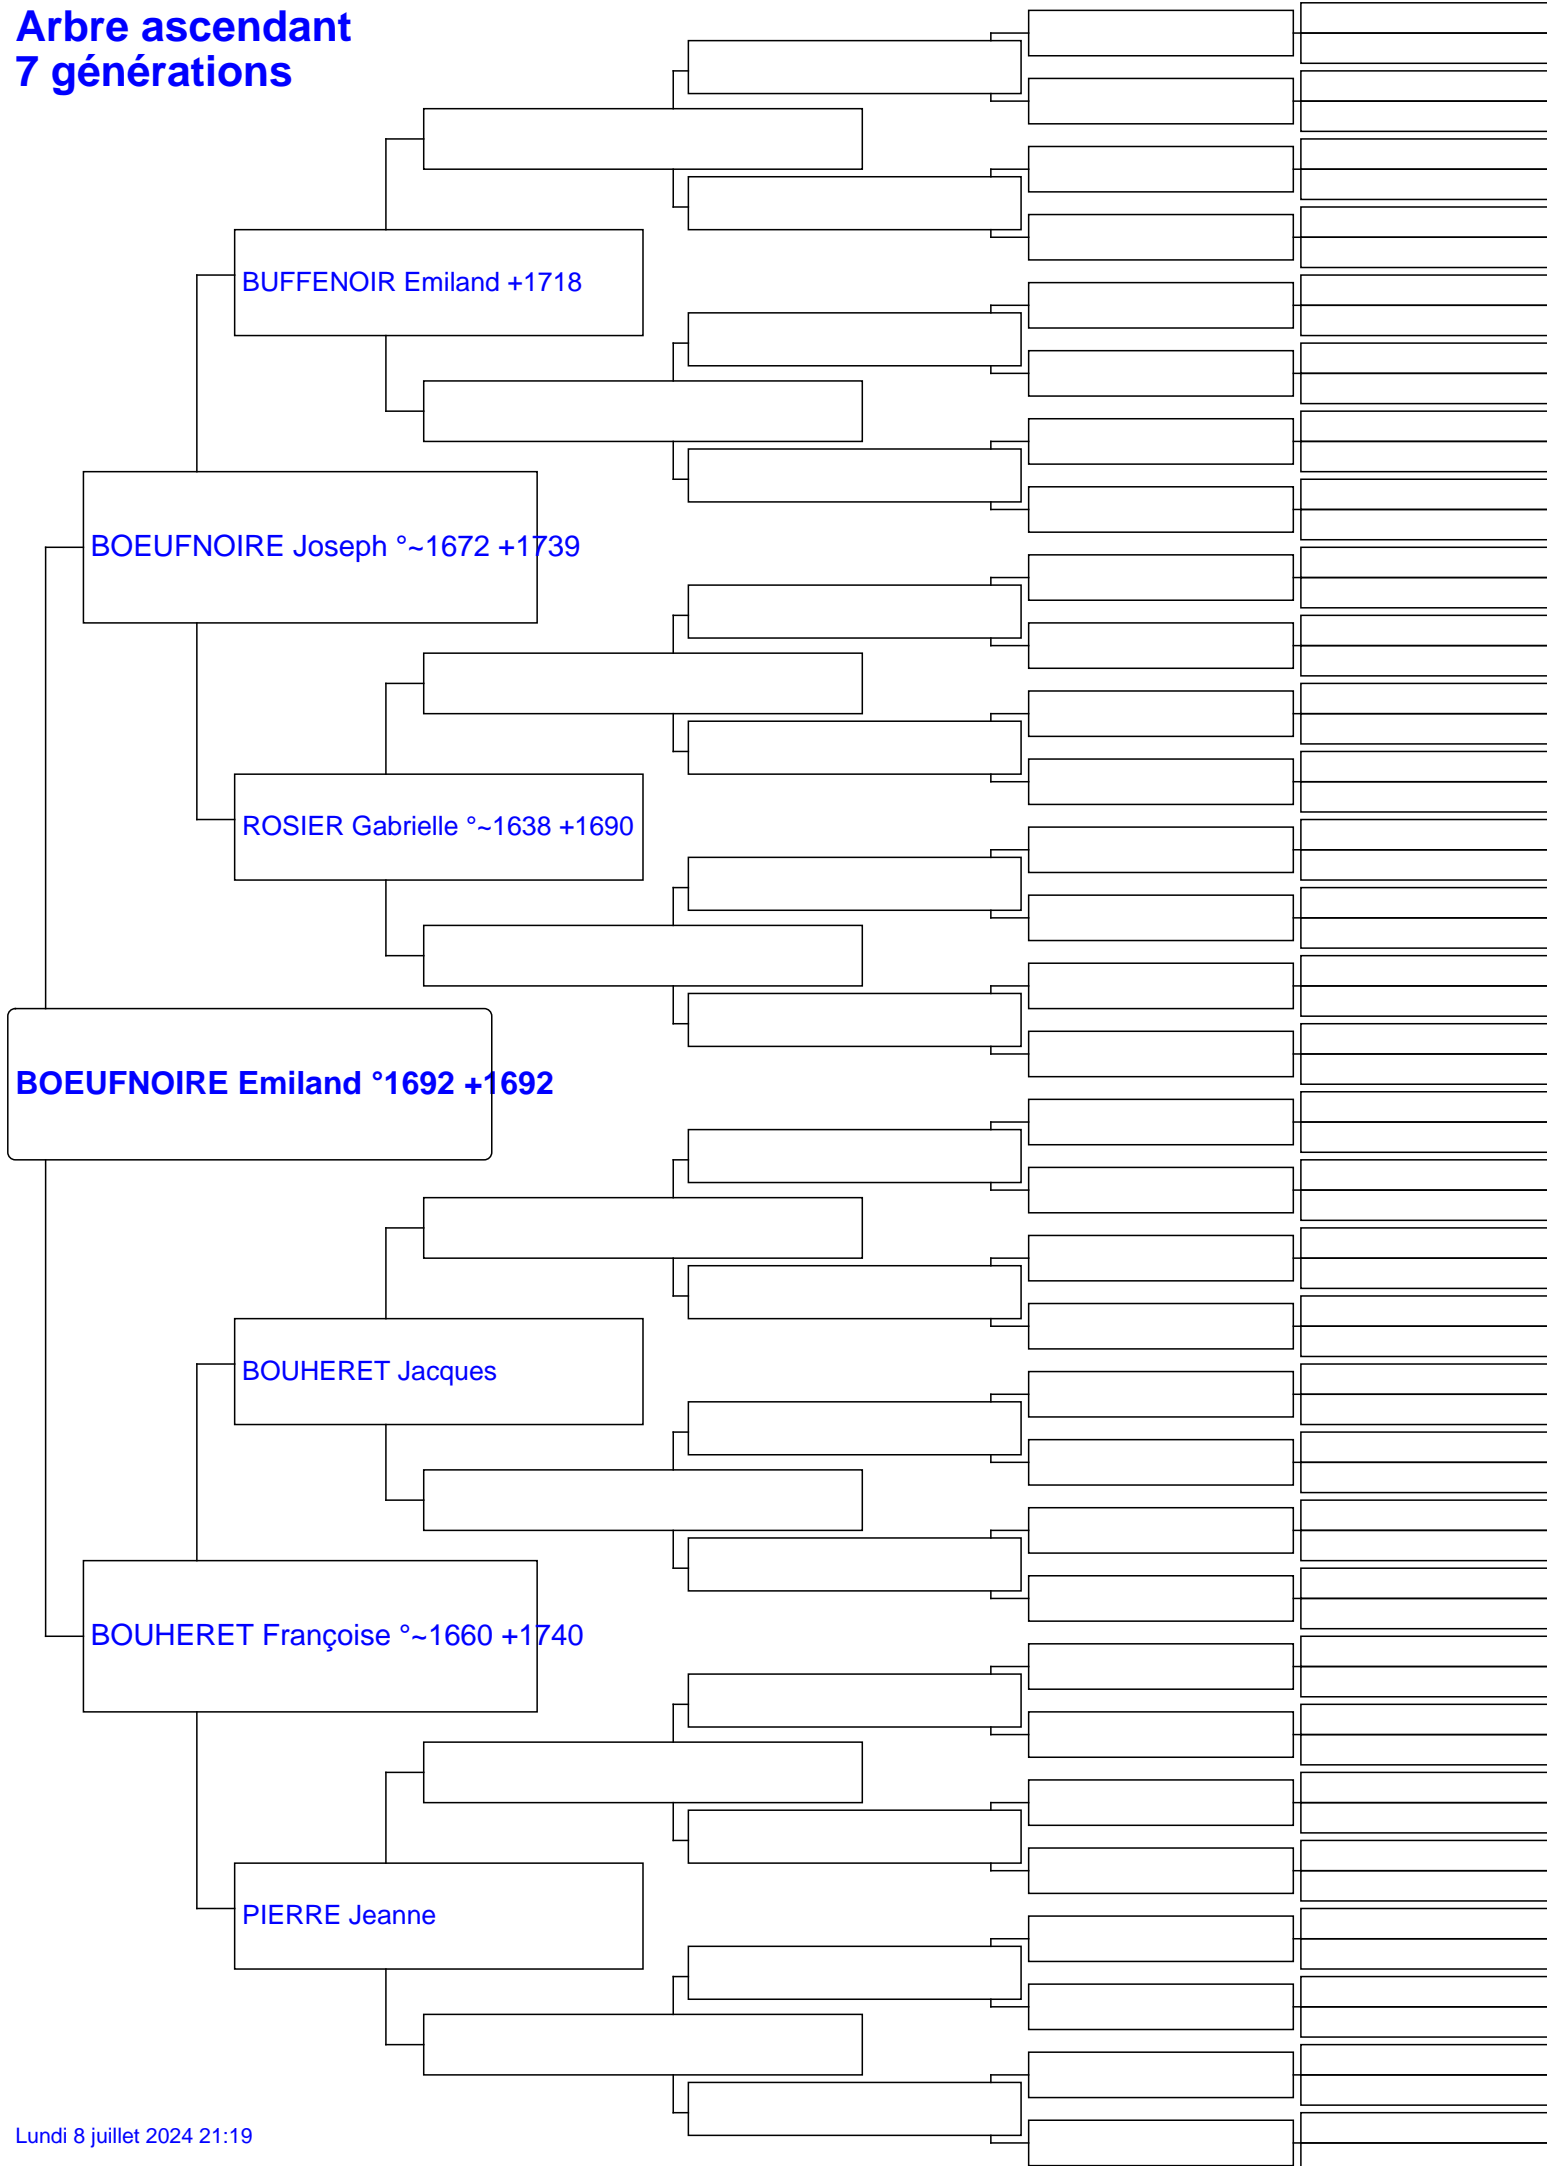 Arbre ascendant
7 générations
BUFFENOIR Emiland +1718
BOEUFNOIRE Joseph °~1672 +1739
ROSIER Gabrielle °~1638 +1690
BOEUFNOIRE Emiland °1692 +1692
BOUHERET Jacques
BOUHERET Françoise °~1660 +1740
PIERRE Jeanne
Lundi 8 juillet 2024 21:19